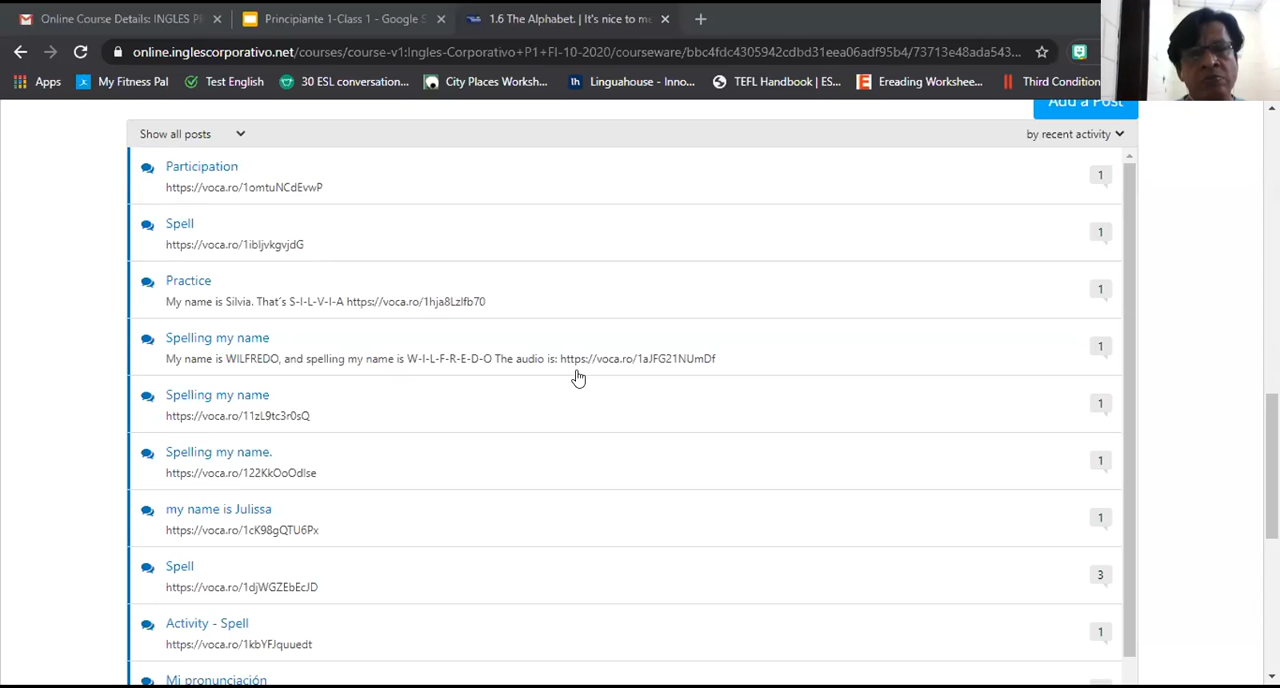 Online Course Details: INGLES P
Principiante 1-Class 1 - Google S
1.6 The Alphabet. | It's nice to me
online.inglescorporativo.net/courses/course-v1:Ingles-Corporativo+P1+FI-10-2020/courseware/bbc4fdc4305942cdbd31eea06adf95b4/73713e48ada543...
Apps
My Fitness Pal
Test English
30 ESL conversation...
City Places Worksh...
Linguahouse - Inno...
TEFL Handbook | ES...
Ereading Workshee...
Third Condition
Add a Post
Show all posts
by recent activity
Participation
https://voca.ro/1omtuNCdEvwP
1
Spell
https://voca.ro/1ibljvkgvjdG
1
Practice
My name is Silvia. That´s S-I-L-V-I-A https://voca.ro/1hja8Lzlfb70
1
Spelling my name
My name is WILFREDO, and spelling my name is W-I-L-F-R-E-D-O The audio is: https://voca.ro/1aJFG21NUmDf
1
Spelling my name
https://voca.ro/11zL9tc3r0sQ
1
Spelling my name.
https://voca.ro/122KkOoOdlse
1
my name is Julissa
https://voca.ro/1cK98gQTU6Px
1
Spell
https://voca.ro/1djWGZEbEcJD
3
Activity - Spell
https://voca.ro/1kbYFJquuedt
1
Mi pronunciación